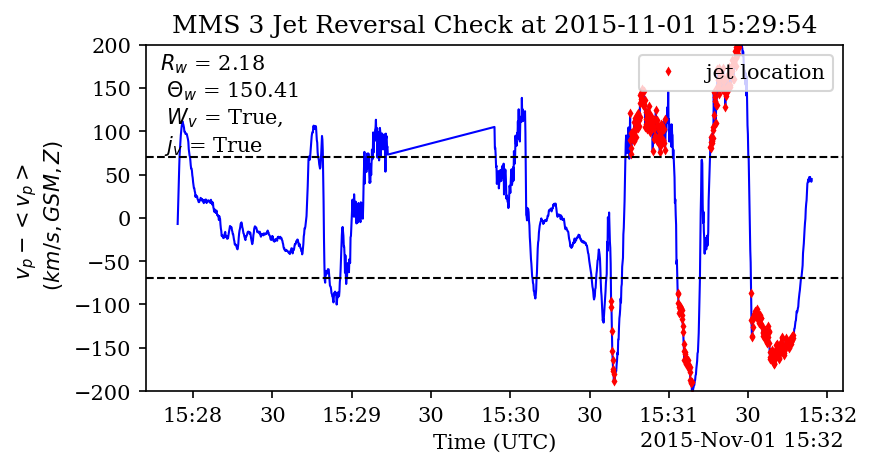 MMS 3 Jet Reversal Check at 2015-11-01 15:29:54
200
150
100
50
0
−50
−100
−150
−200
v_p − < v_p >
(km/s, GSM, Z)
R_w = 2.18
Θ_w = 150.41
W_v = True,
j_v = True
jet location
15:28 30 15:29 30 15:30 30 15:31 30 15:32
Time (UTC)
2015-Nov-01 15:32